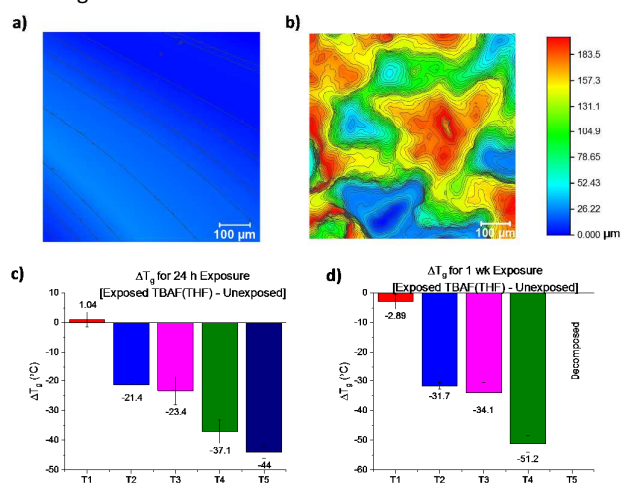 a)
b)
183.5
157.3
131.1
104.9
78.65
52.43
26.22
0.000 μm
100 µm
100 µm
c)
ΔTg for 24 h Exposure
[Exposed TBAF(THF) - Unexposed]
ΔTg (°C)
10
0
-10
-20
-30
-40
-50
1.04
-21.4
-23.4
-37.1
-44
T1 T2 T3 T4 T5
d)
ΔTg for 1 wk Exposure
[Exposed TBAF(THF) - Unexposed]
ΔTg (°C)
0
-10
-20
-30
-40
-50
-60
-2.89
-31.7
-34.1
-51.2
Decomposed
T1 T2 T3 T4 T5